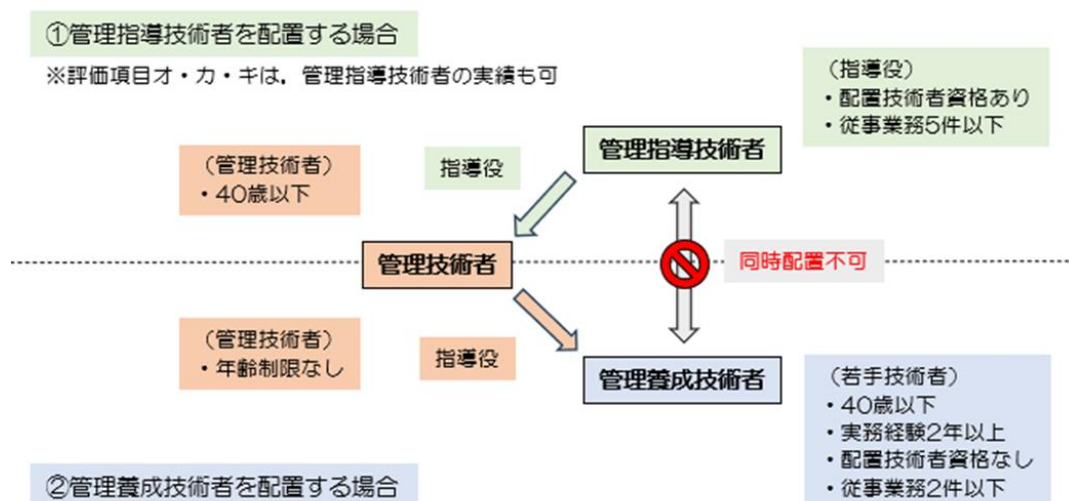 ①管理指導技術者を配置する場合
※評価項目オ・カ・キは，管理指導技術者の実績も可
（指導役）
・配置技術者資格あり
・従事業務5件以下
管理指導技術者
指導役
（管理技術者）
・40歳以下
管理技術者
同時配置不可
（管理技術者）
・年齢制限なし
指導役
管理養成技術者
（若手技術者）
・40歳以下
・実務経験2年以上
・配置技術者資格なし
・従事業務2件以下
②管理養成技術者を配置する場合